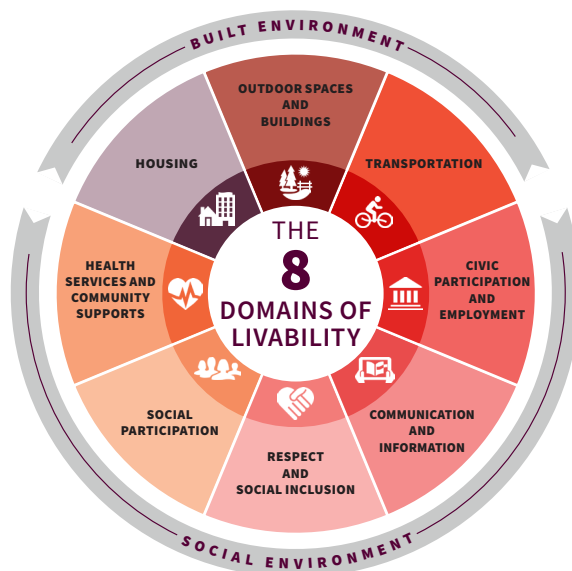 BUILT ENVIRONMENT
OUTDOOR SPACES
AND
BUILDINGS
TRANSPORTATION
CIVIC
PARTICIPATION
AND
EMPLOYMENT
COMMUNICATION
AND
INFORMATION
RESPECT
AND
SOCIAL INCLUSION
SOCIAL
PARTICIPATION
HEALTH
SERVICES AND
COMMUNITY
SUPPORTS
HOUSING
THE
8
DOMAINS OF
LIVABILITY
SOCIAL ENVIRONMENT